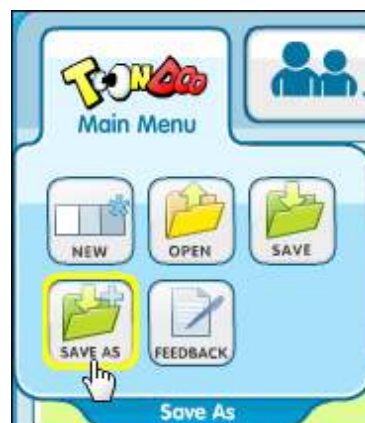 TOONDOO
Main Menu
NEW OPEN SAVE
SAVE AS FEEDBACK
Save As